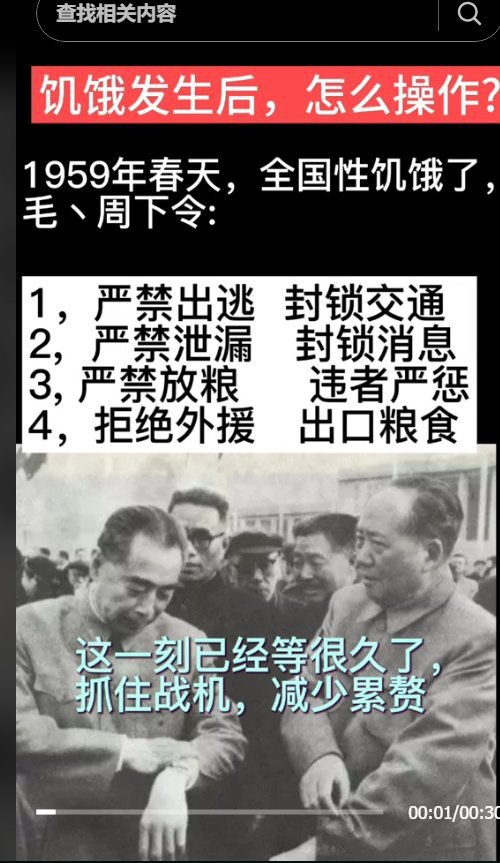 查找相关内容
饥饿发生后，怎么操作?
1959年春天，全国性饥饿了，
毛丶周下令:
1，严禁出逃 封锁交通
2，严禁泄漏 封锁消息
3，严禁放粮 违者严惩
4，拒绝外援 出口粮食
这一刻已经等很久了，
抓住战机，减少累赘
00:01/00:30